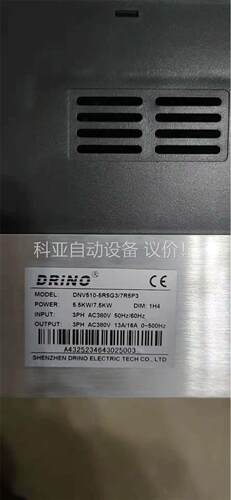 科亚自动设备 议价!
DRINO®
CE
MODEL: DNV510-5R5G3/7R5P3
POWER: 5.5KW/7.5KW DIM: 1H4
INPUT: 3PH AC380V 50Hz/60Hz
OUTPUT: 3PH AC380V 13A/16A 0~500Hz
A4325234643025003
SHENZHEN DRINO ELECTRIC TECH CO., LTD